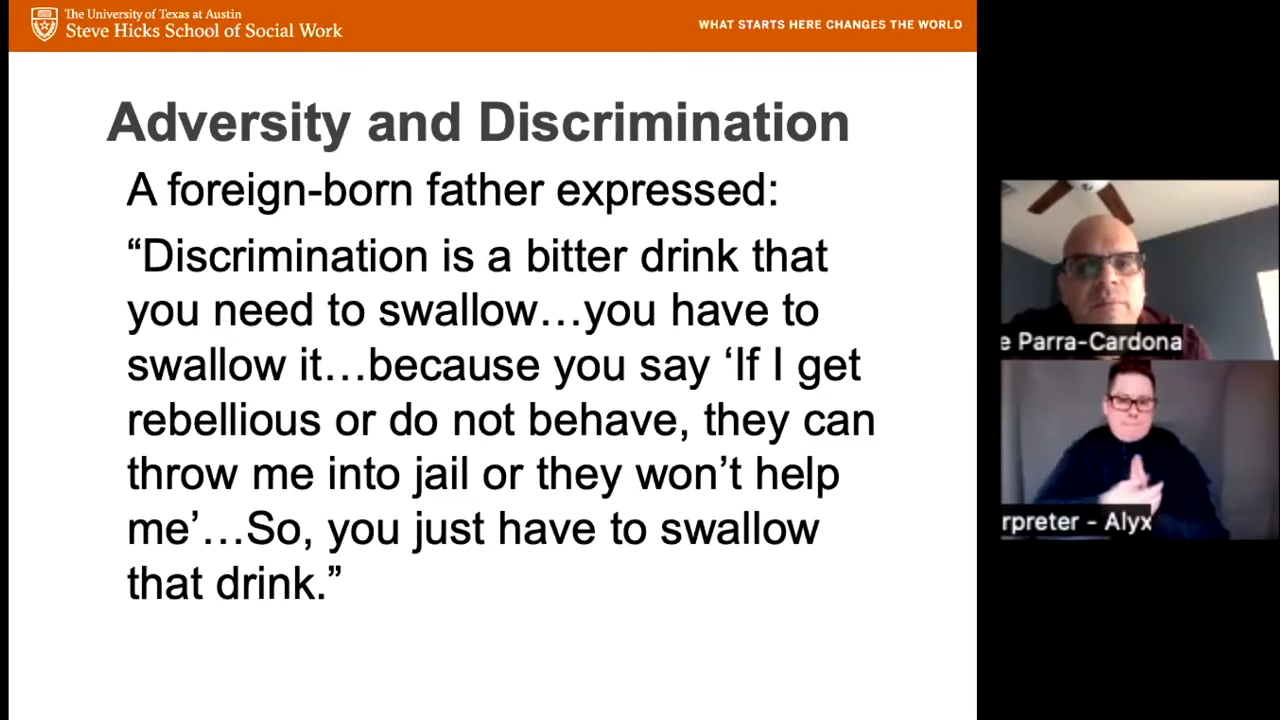 The University of Texas at Austin
Steve Hicks School of Social Work
WHAT STARTS HERE CHANGES THE WORLD
Adversity and Discrimination
A foreign-born father expressed:
“Discrimination is a bitter drink that
you need to swallow…you have to
swallow it…because you say ‘If I get
rebellious or do not behave, they can
throw me into jail or they won’t help
me’…So, you just have to swallow
that drink.”
e Parra-Cardona
rpreter - Alyx